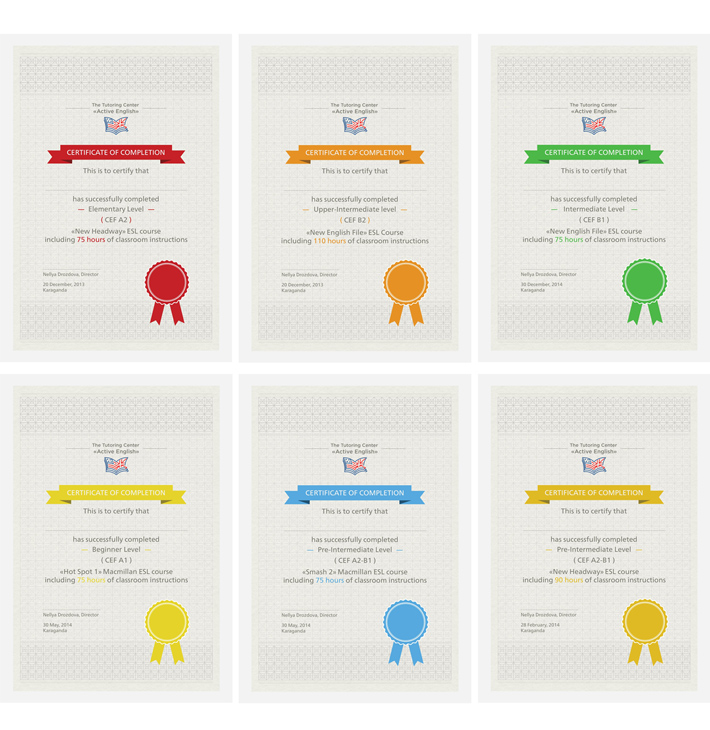 The Tutoring Center
«Active English»
CERTIFICATE OF COMPLETION
This is to certify that
has successfully completed
— Elementary Level —
( CEF A2 )
«New Headway» ESL course
including 75 hours of classroom instructions
Nellya Drozdova, Director
20 December, 2013
Karaganda
The Tutoring Center
«Active English»
CERTIFICATE OF COMPLETION
This is to certify that
has successfully completed
— Upper-Intermediate level —
( CEF B2 )
«New English File» ESL Course
including 110 hours of classroom instructions
Nellya Drozdova, Director
20 December, 2013
Karaganda
The Tutoring Center
«Active English»
CERTIFICATE OF COMPLETION
This is to certify that
has successfully completed
— Intermediate Level —
( CEF B1 )
«New English File» ESL course
including 75 hours of classroom instructions
Nellya Drozdova, Director
30 December, 2014
Karaganda
The Tutoring Center
«Active English»
CERTIFICATE OF COMPLETION
This is to certify that
has successfully completed
— Beginner Level —
( CEF A1 )
«Hot Spot 1» Macmillan ESL course
including 75 hours of classroom instructions
Nellya Drozdova, Director
30 May, 2014
Karaganda
The Tutoring Center
«Active English»
CERTIFICATE OF COMPLETION
This is to certify that
has successfully completed
— Pre-Intermediate Level —
( CEF A2-B1 )
«Smash 2» Macmillan ESL course
including 75 hours of classroom instructions
Nellya Drozdova, Director
30 May, 2014
Karaganda
The Tutoring Center
«Active English»
CERTIFICATE OF COMPLETION
This is to certify that
has successfully completed
— Pre-Intermediate Level —
( CEF A2-B1 )
«New Headway» ESL course
including 90 hours of classroom instructions
Nellya Drozdova, Director
28 February, 2014
Karaganda